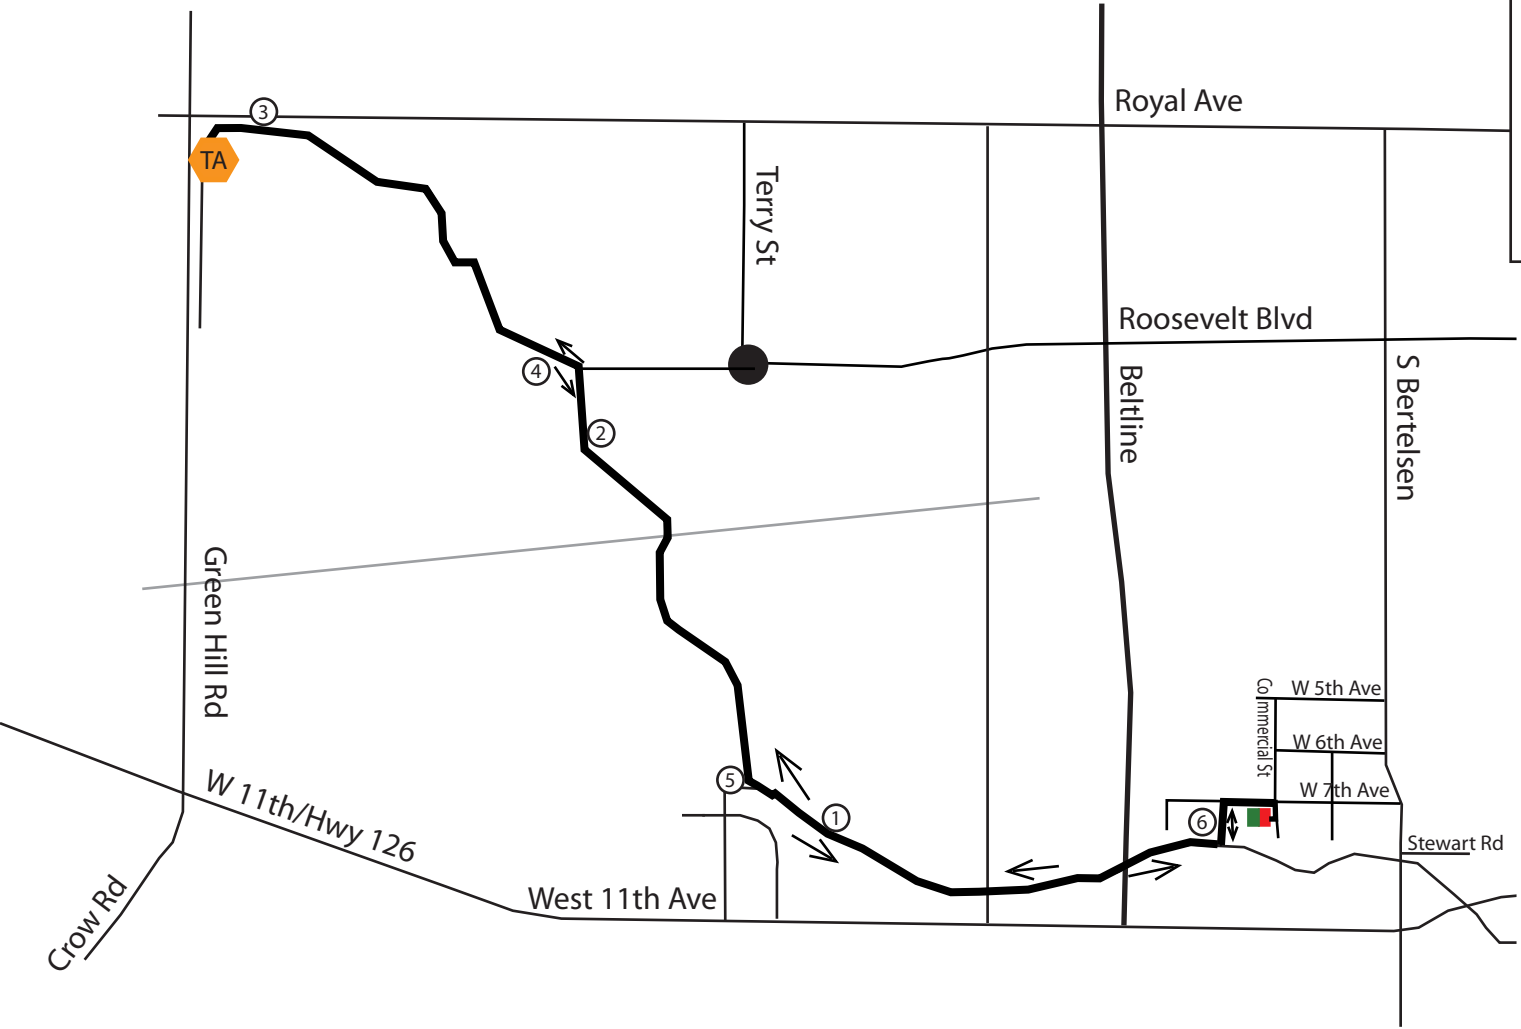 Royal Ave
3
TA
Terry St
Roosevelt Blvd
4
Beltline
S Bertelsen
2
Green Hill Rd
Commercial St
W 5th Ave
W 6th Ave
W 7th Ave
5
1
6
W 11th/Hwy 126
Stewart Rd
West 11th Ave
Crow Rd